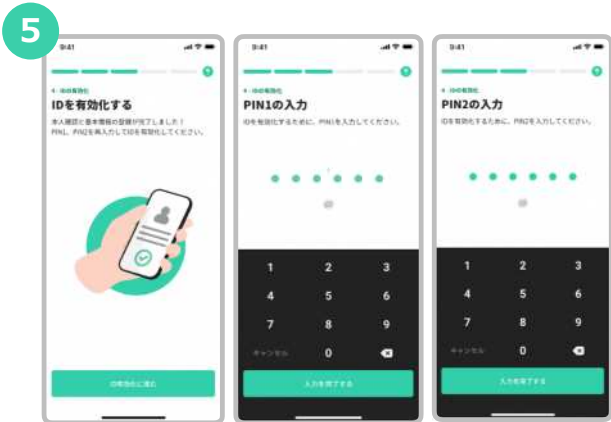 5
9:41
4 - IDの有効化
IDを有効化する
本人確認と基本情報の登録が完了しました！
PIN1、PIN2を再入力してIDを有効化してください。
ID有効化に進む
9:41
4 - IDの有効化
PIN1の入力
IDを有効化するために、PIN1を入力してください。
1 2 3
4 5 6
7 8 9
キャンセル 0
入力を完了する
9:41
4 - IDの有効化
PIN2の入力
IDを有効化するために、PIN2を入力してください。
1 2 3
4 5 6
7 8 9
キャンセル 0
入力を完了する